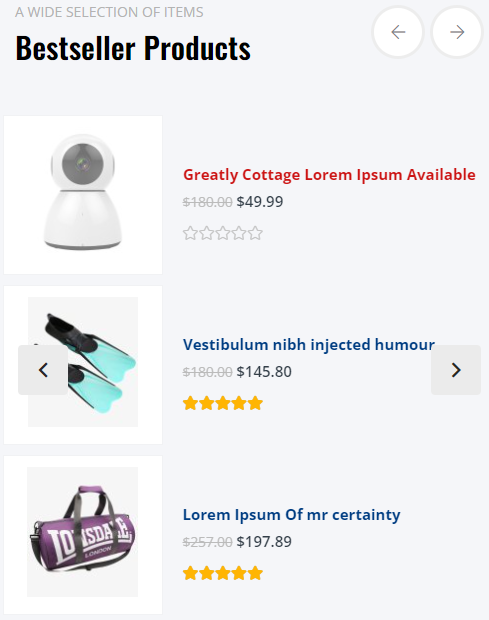 A WIDE SELECTION OF ITEMS
Bestseller Products
Greatly Cottage Lorem Ipsum Available
$180.00 $49.99
Vestibulum nibh injected humour
$180.00 $145.80
Lorem Ipsum Of mr certainty
$257.00 $197.89
LONSDALE
LONDON